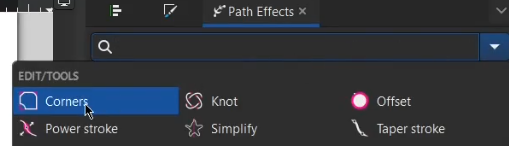 Path Effects ×
EDIT/TOOLS
Corners Knot Offset
Power stroke Simplify Taper stroke